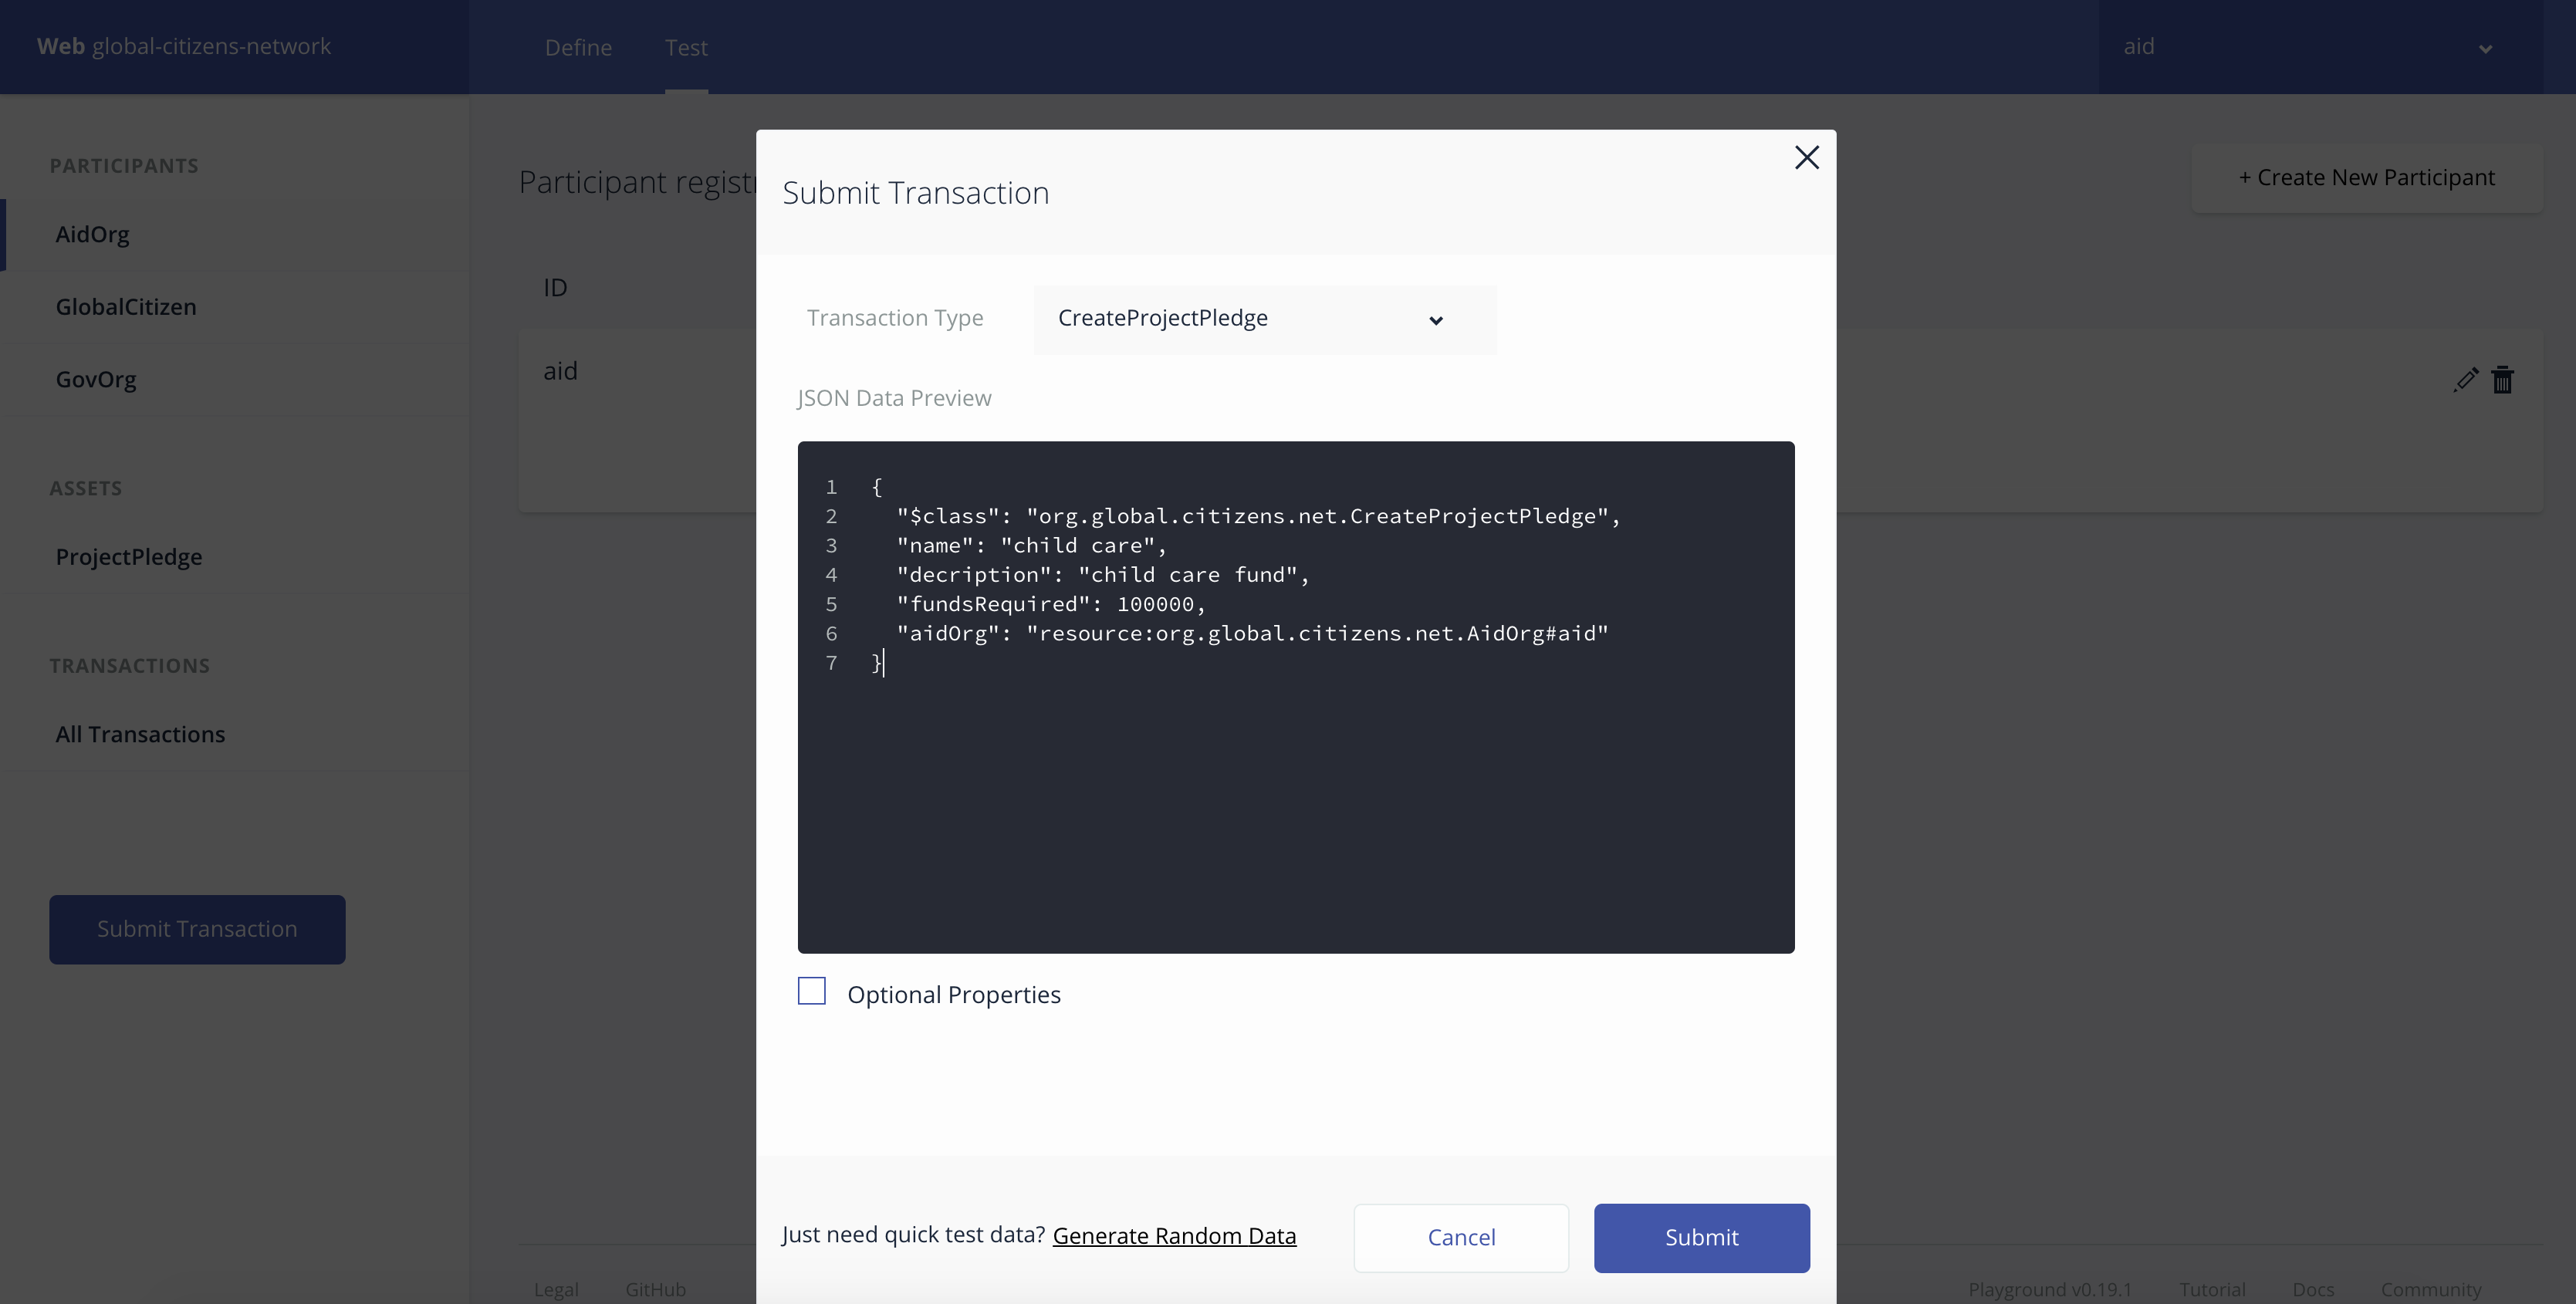 Web global-citizens-network
Define
Test
aid
PARTICIPANTS
AidOrg
GlobalCitizen
GovOrg
ASSETS
ProjectPledge
TRANSACTIONS
All Transactions
Submit Transaction
Participant registr
+ Create New Participant
ID
aid
Submit Transaction
Transaction Type
CreateProjectPledge
JSON Data Preview
1 {
2 "$class": "org.global.citizens.net.CreateProjectPledge",
3 "name": "child care",
4 "decription": "child care fund",
5 "fundsRequired": 100000,
6 "aidOrg": "resource:org.global.citizens.net.AidOrg#aid"
7 }
Optional Properties
Just need quick test data? Generate Random Data
Cancel
Submit
Legal
GitHub
Playground v0.19.1
Tutorial
Docs
Community